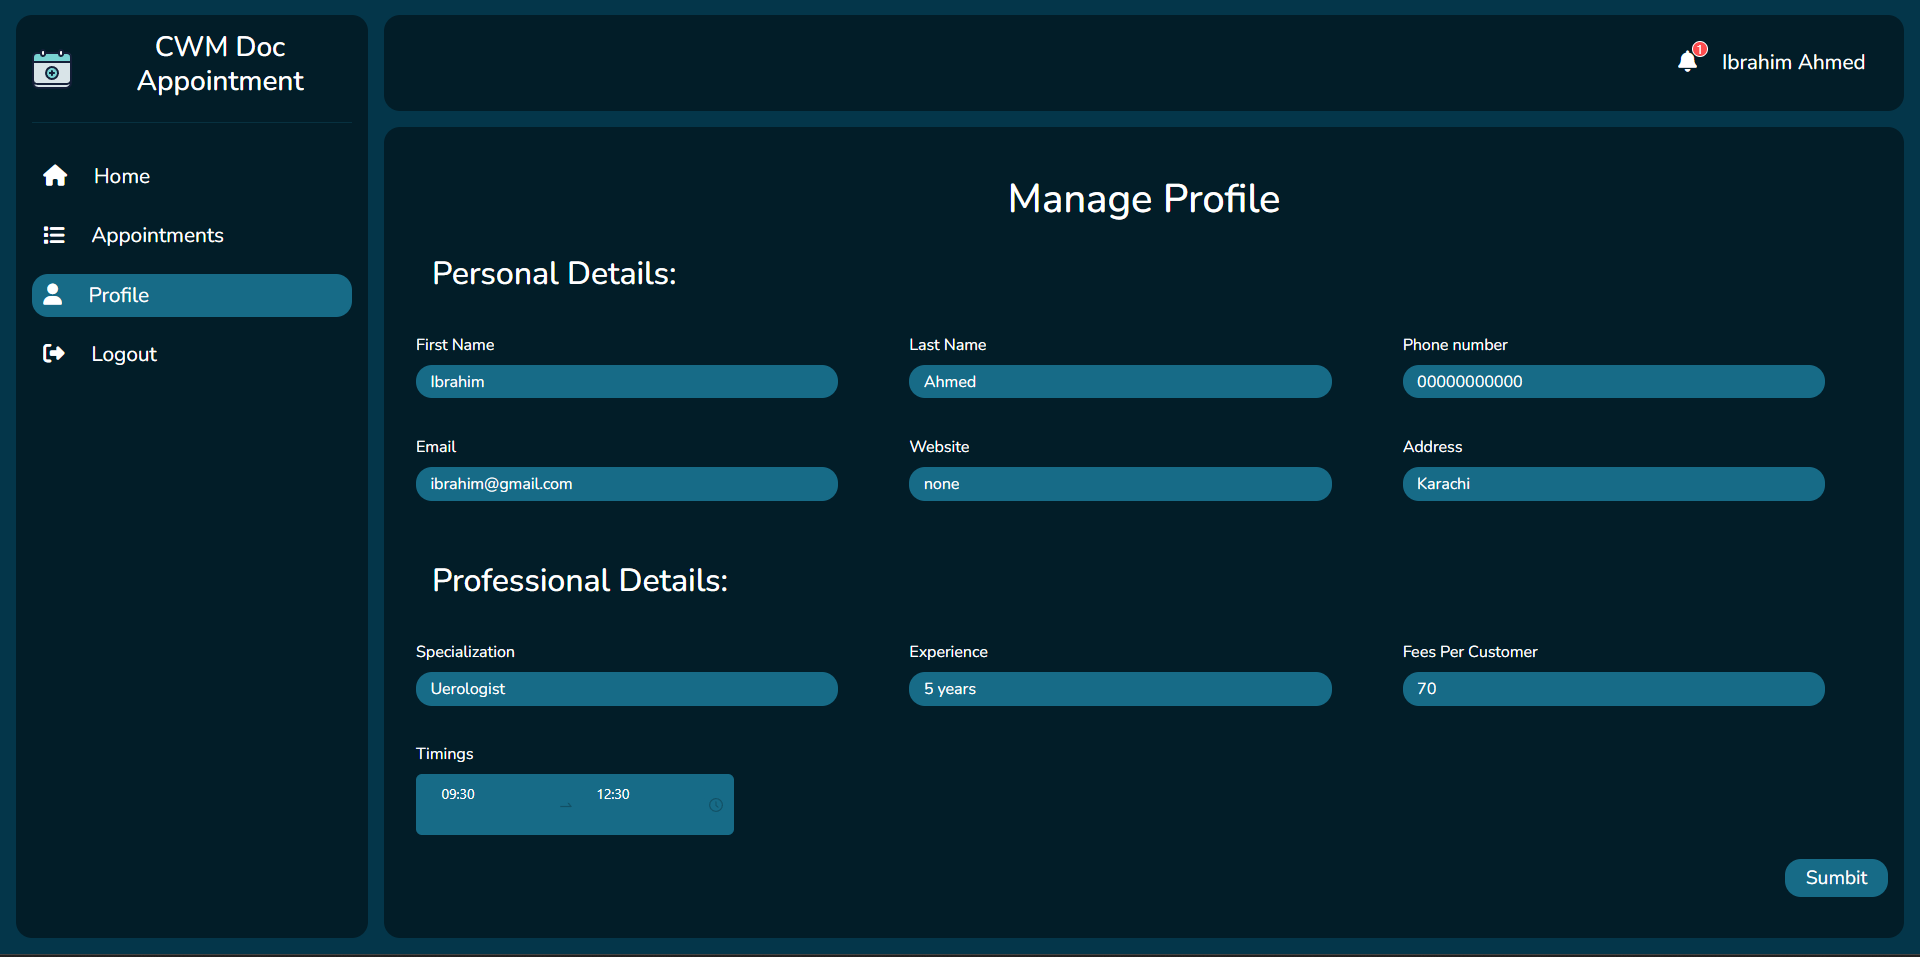 CWM Doc
Appointment
Home
Appointments
Profile
Logout
1
Ibrahim Ahmed
Manage Profile
Personal Details:
First Name
Last Name
Phone number
Ibrahim
Ahmed
00000000000
Email
Website
Address
ibrahim@gmail.com
none
Karachi
Professional Details:
Specialization
Experience
Fees Per Customer
Uerologist
5 years
70
Timings
09:30
12:30
Sumbit